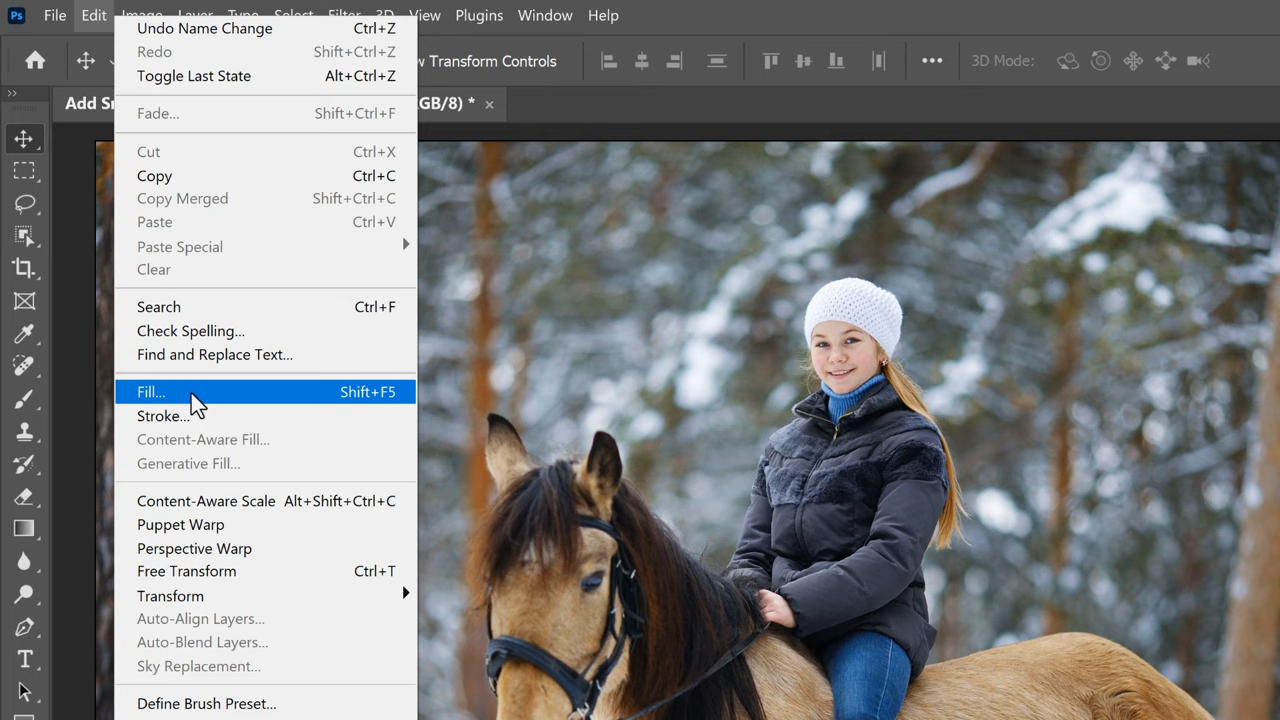 Ps File Edit Image Layer Type Select Filter 3D View Plugins Window Help
w Transform Controls 3D Mode:
Add S GB/8) * ×
Undo Name Change Ctrl+Z
Redo Shift+Ctrl+Z
Toggle Last State Alt+Ctrl+Z
Fade... Shift+Ctrl+F
Cut Ctrl+X
Copy Ctrl+C
Copy Merged Shift+Ctrl+C
Paste Ctrl+V
Paste Special
Clear
Search Ctrl+F
Check Spelling...
Find and Replace Text...
Fill... Shift+F5
Stroke...
Content-Aware Fill...
Generative Fill...
Content-Aware Scale Alt+Shift+Ctrl+C
Puppet Warp
Perspective Warp
Free Transform Ctrl+T
Transform
Auto-Align Layers...
Auto-Blend Layers...
Sky Replacement...
Define Brush Preset...